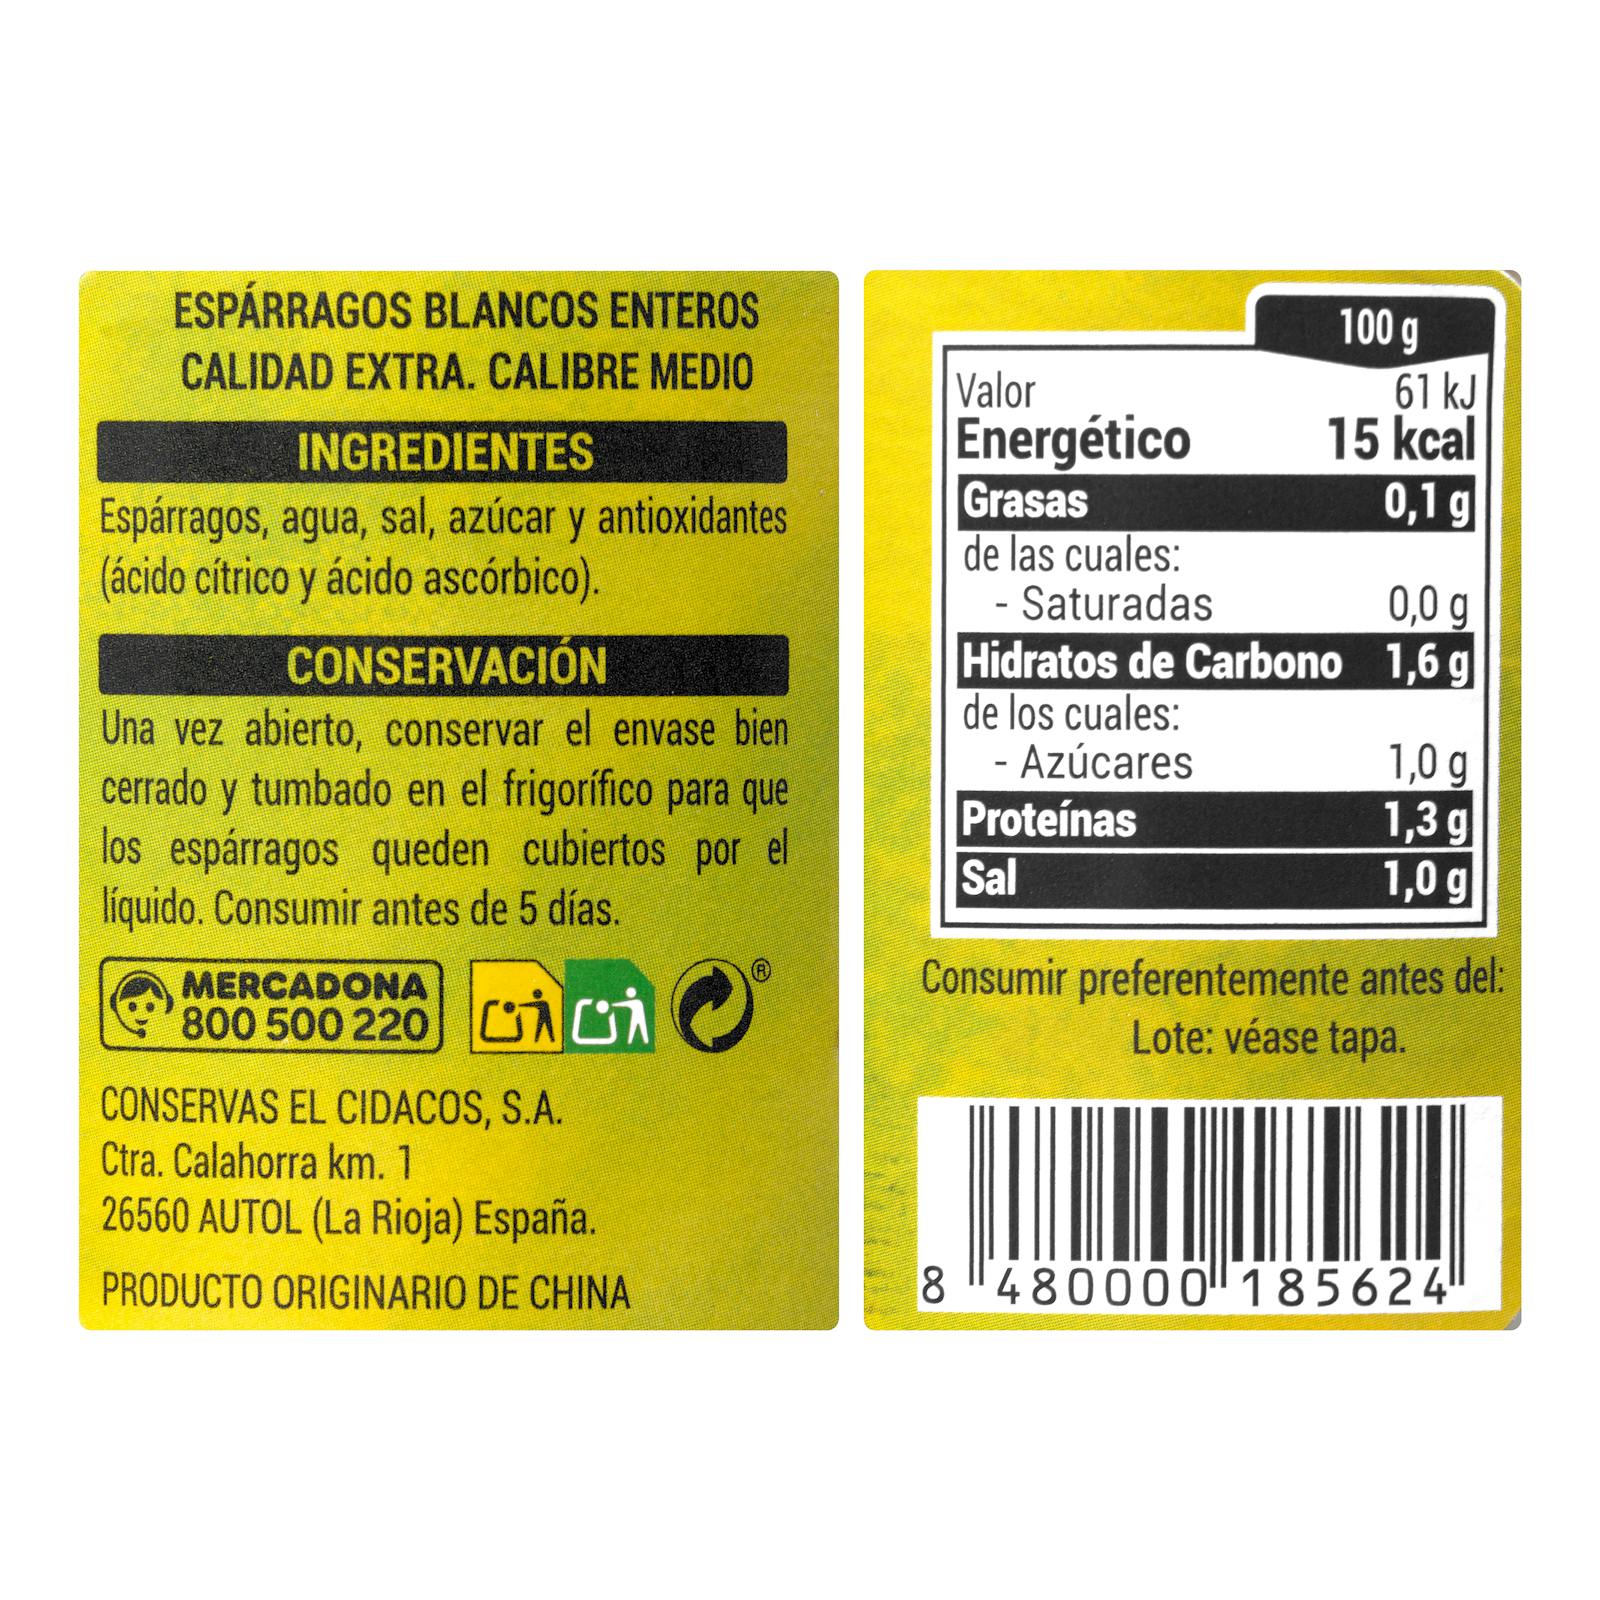 ESPÁRRAGOS BLANCOS ENTEROS
CALIDAD EXTRA. CALIBRE MEDIO
INGREDIENTES
Espárragos, agua, sal, azúcar y antioxidantes
(ácido cítrico y ácido ascórbico).
CONSERVACIÓN
Una vez abierto, conservar el envase bien
cerrado y tumbado en el frigorífico para que
los espárragos queden cubiertos por el
líquido. Consumir antes de 5 días.
MERCADONA
800 500 220
®
CONSERVAS EL CIDACOS, S.A.
Ctra. Calahorra km. 1
26560 AUTOL (La Rioja) España.
PRODUCTO ORIGINARIO DE CHINA
100 g
Valor 61 kJ
Energético 15 kcal
Grasas 0,1 g
de las cuales:
- Saturadas 0,0 g
Hidratos de Carbono 1,6 g
de los cuales:
- Azúcares 1,0 g
Proteínas 1,3 g
Sal 1,0 g
Consumir preferentemente antes del:
Lote: véase tapa.
8 480000 185624